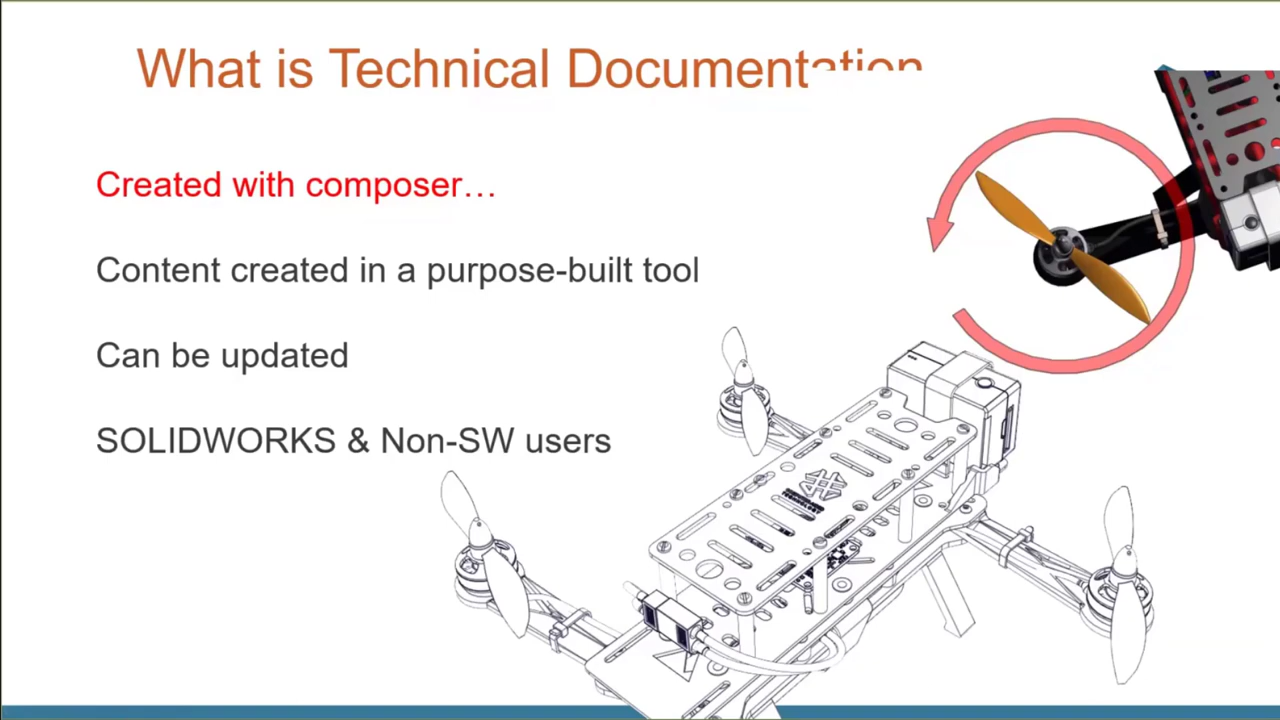 What is Technical Documentation
Created with composer…
Content created in a purpose-built tool
Can be updated
SOLIDWORKS & Non-SW users